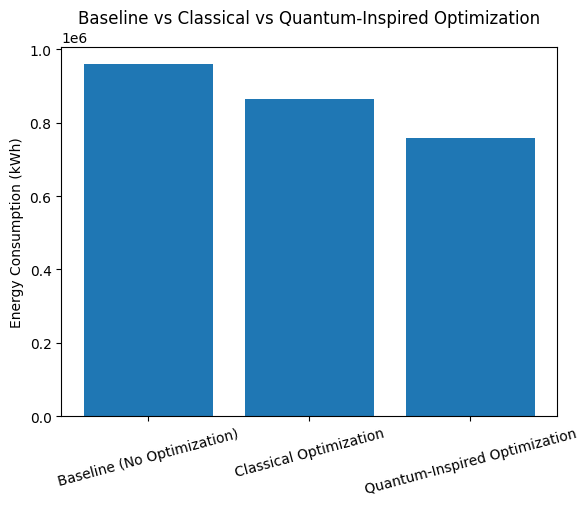 Baseline vs Classical vs Quantum-Inspired Optimization
1e6
1.0
0.8
0.6
0.4
0.2
0.0
Energy Consumption (kWh)
Baseline (No Optimization)
Classical Optimization
Quantum-Inspired Optimization